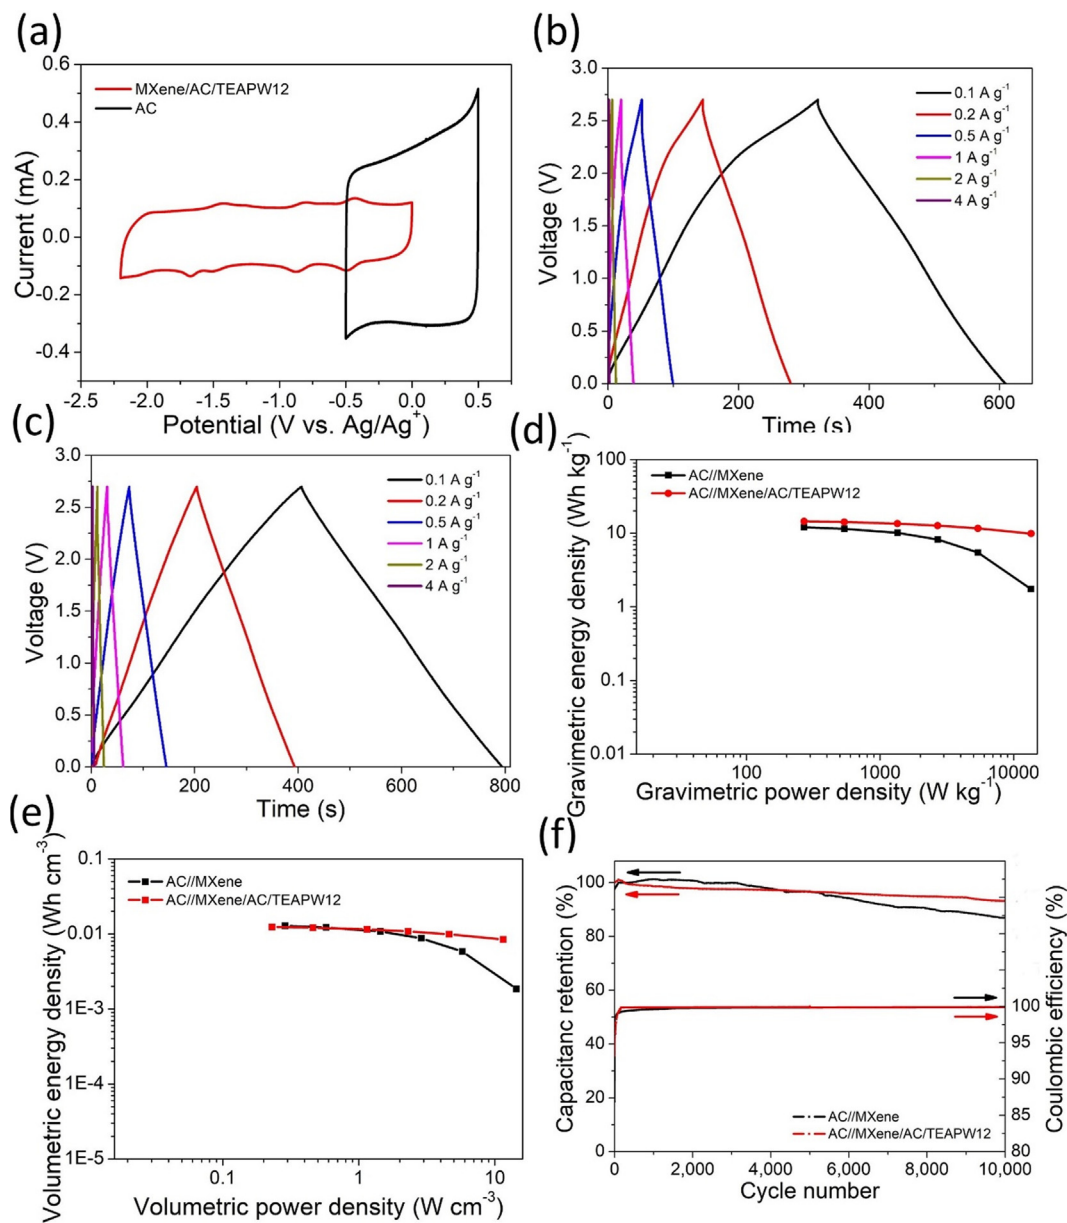 (a)
0.6
0.4
0.2
0.0
-0.2
-0.4
Current (mA)
MXene/AC/TEAPW12
AC
-2.5 -2.0 -1.5 -1.0 -0.5 0.0 0.5
Potential (V vs. Ag/Ag+)
(b)
3.0
2.5
2.0
1.5
1.0
0.5
0.0
Voltage (V)
0.1 A g-1
0.2 A g-1
0.5 A g-1
1 A g-1
2 A g-1
4 A g-1
0 200 400 600
Time (s)
(c)
3.0
2.5
2.0
1.5
1.0
0.5
0.0
Voltage (V)
0.1 A g-1
0.2 A g-1
0.5 A g-1
1 A g-1
2 A g-1
4 A g-1
0 200 400 600 800
Time (s)
(d)
100
10
1
0.1
0.01
Gravimetric energy density (Wh kg-1)
AC//MXene
AC//MXene/AC/TEAPW12
100 1000 10000
Gravimetric power density (W kg-1)
(e)
0.1
0.01
1E-3
1E-4
1E-5
Volumetric energy density (Wh cm-3)
AC//MXene
AC//MXene/AC/TEAPW12
0.1 1 10
Volumetric power density (W cm-3)
(f)
100
80
60
40
20
0
Capacitanc retention (%)
100
95
90
85
80
Coulombic efficiency (%)
AC//MXene
AC//MXene/AC/TEAPW12
0 2,000 4,000 6,000 8,000 10,000
Cycle number